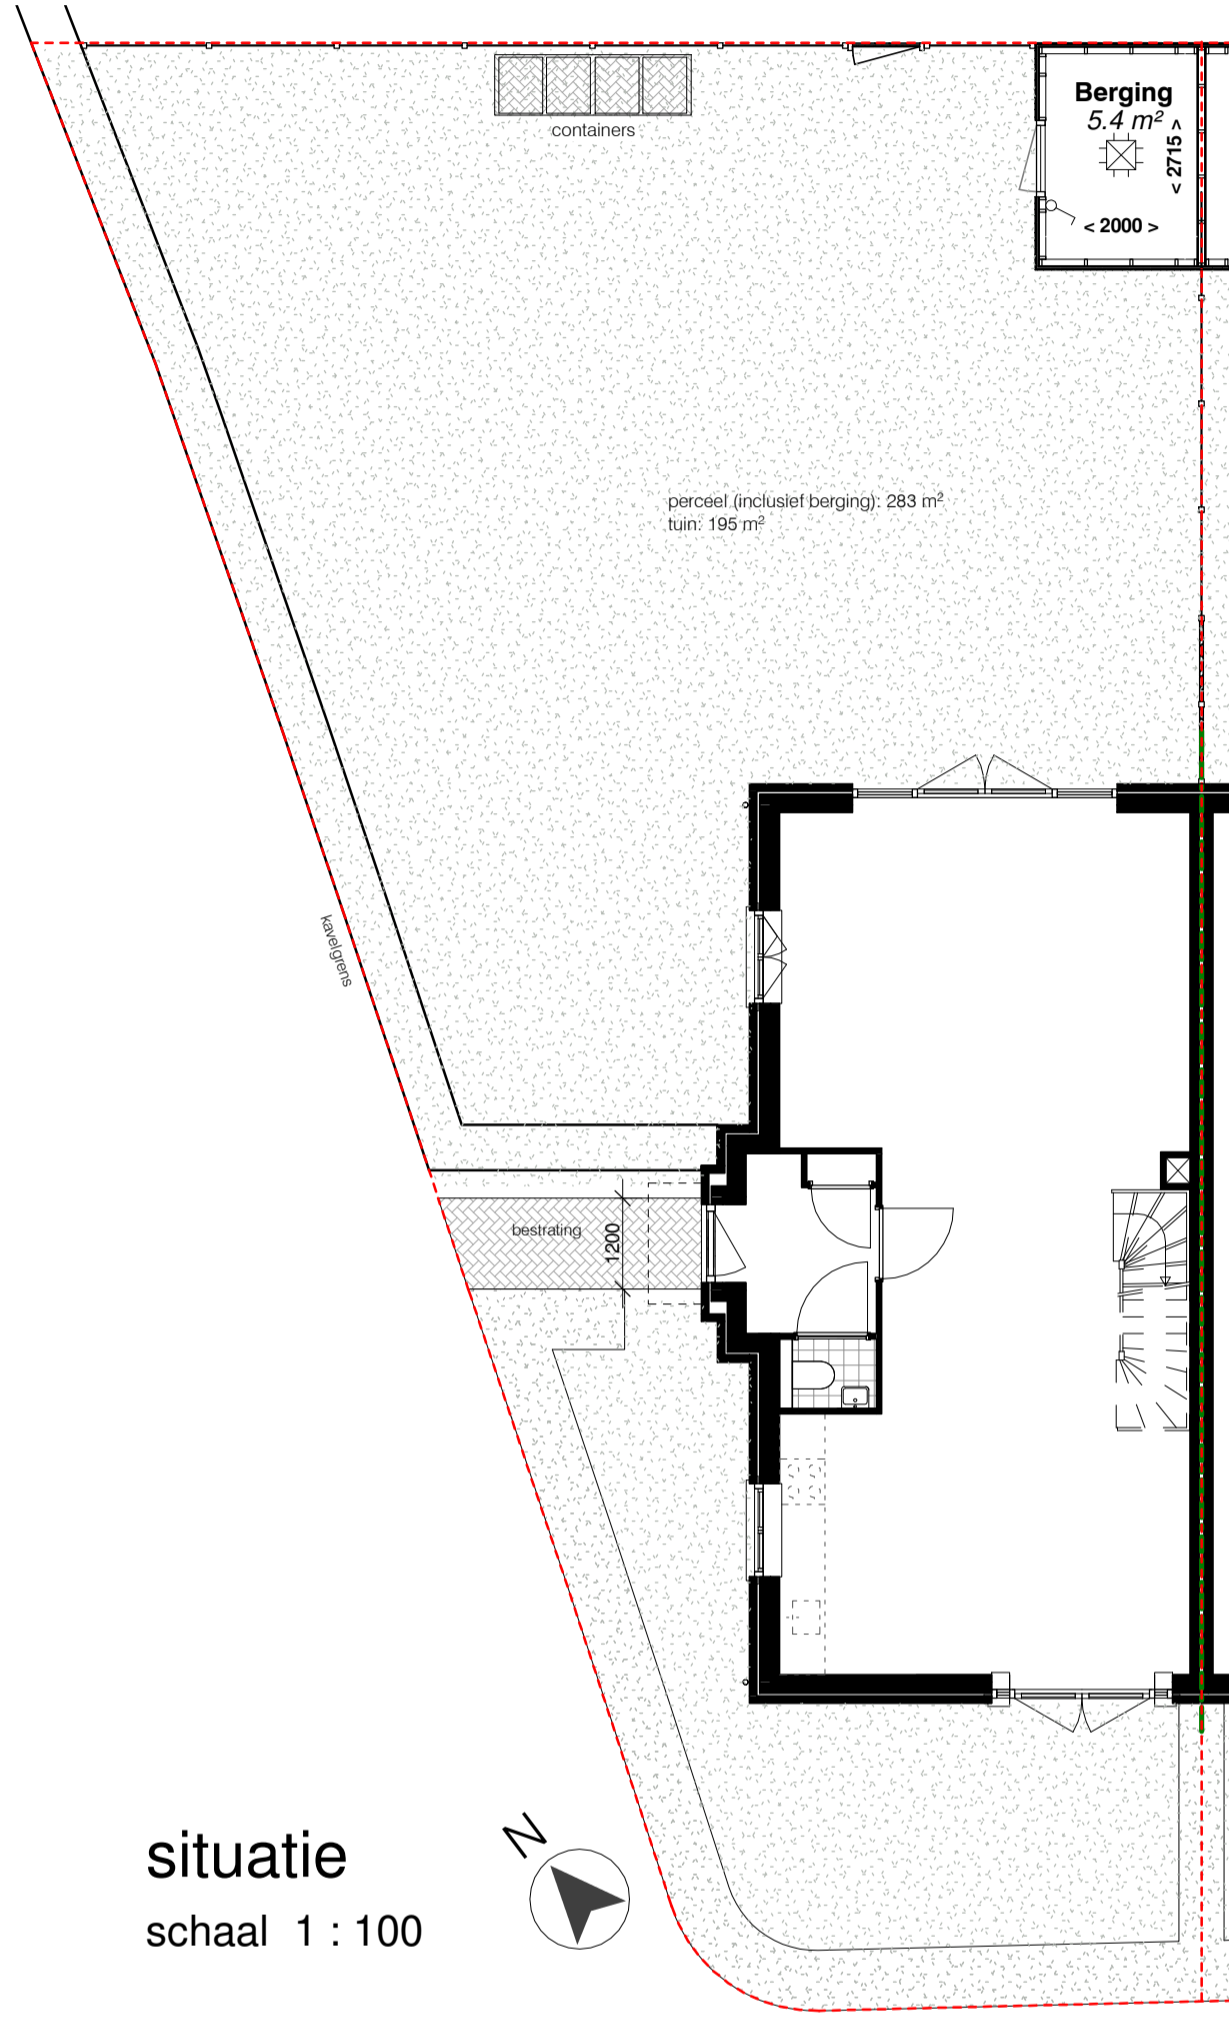 Berging
5.4 m²
< 2715 >
< 2000 >
containers
perceel (inclusief berging): 283 m²
tuin: 195 m²
kavelgrens
bestrating
1200
N
situatie
schaal 1 : 100